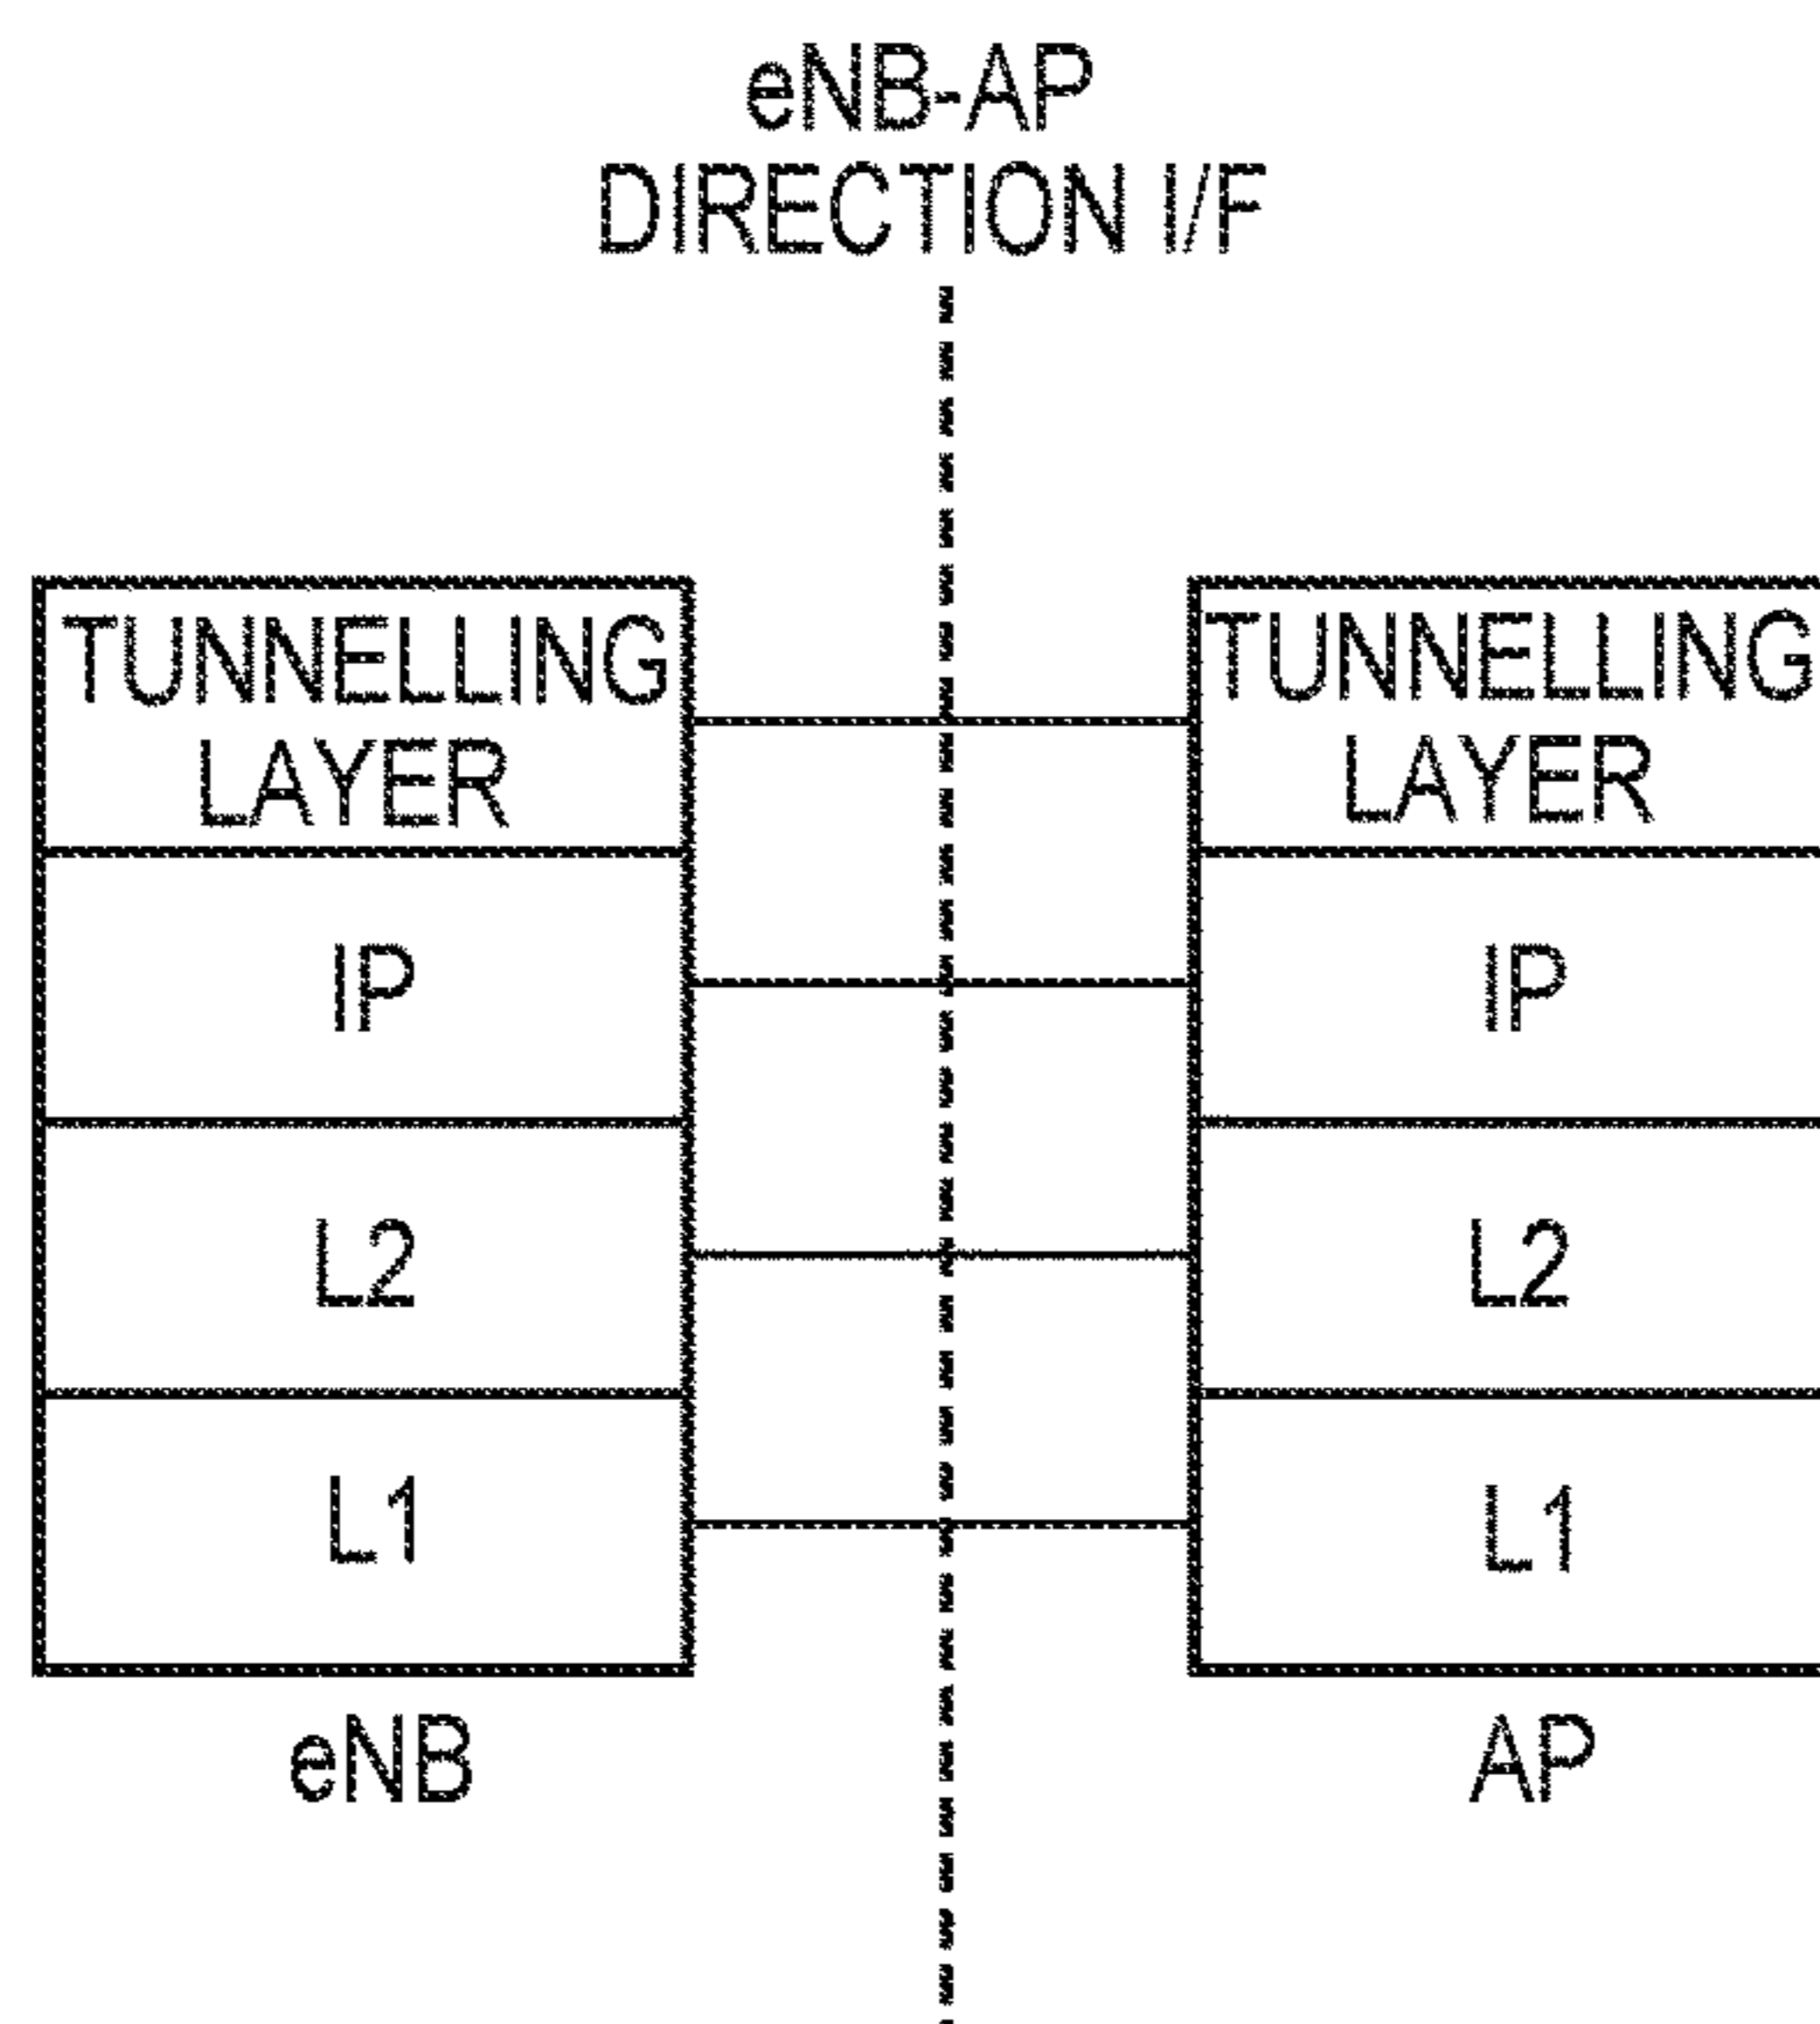 eNB-AP
DIRECTION I/F
TUNNELLING
LAYER
TUNNELLING
LAYER
IP
IP
L2
L2
L1
L1
eNB
AP